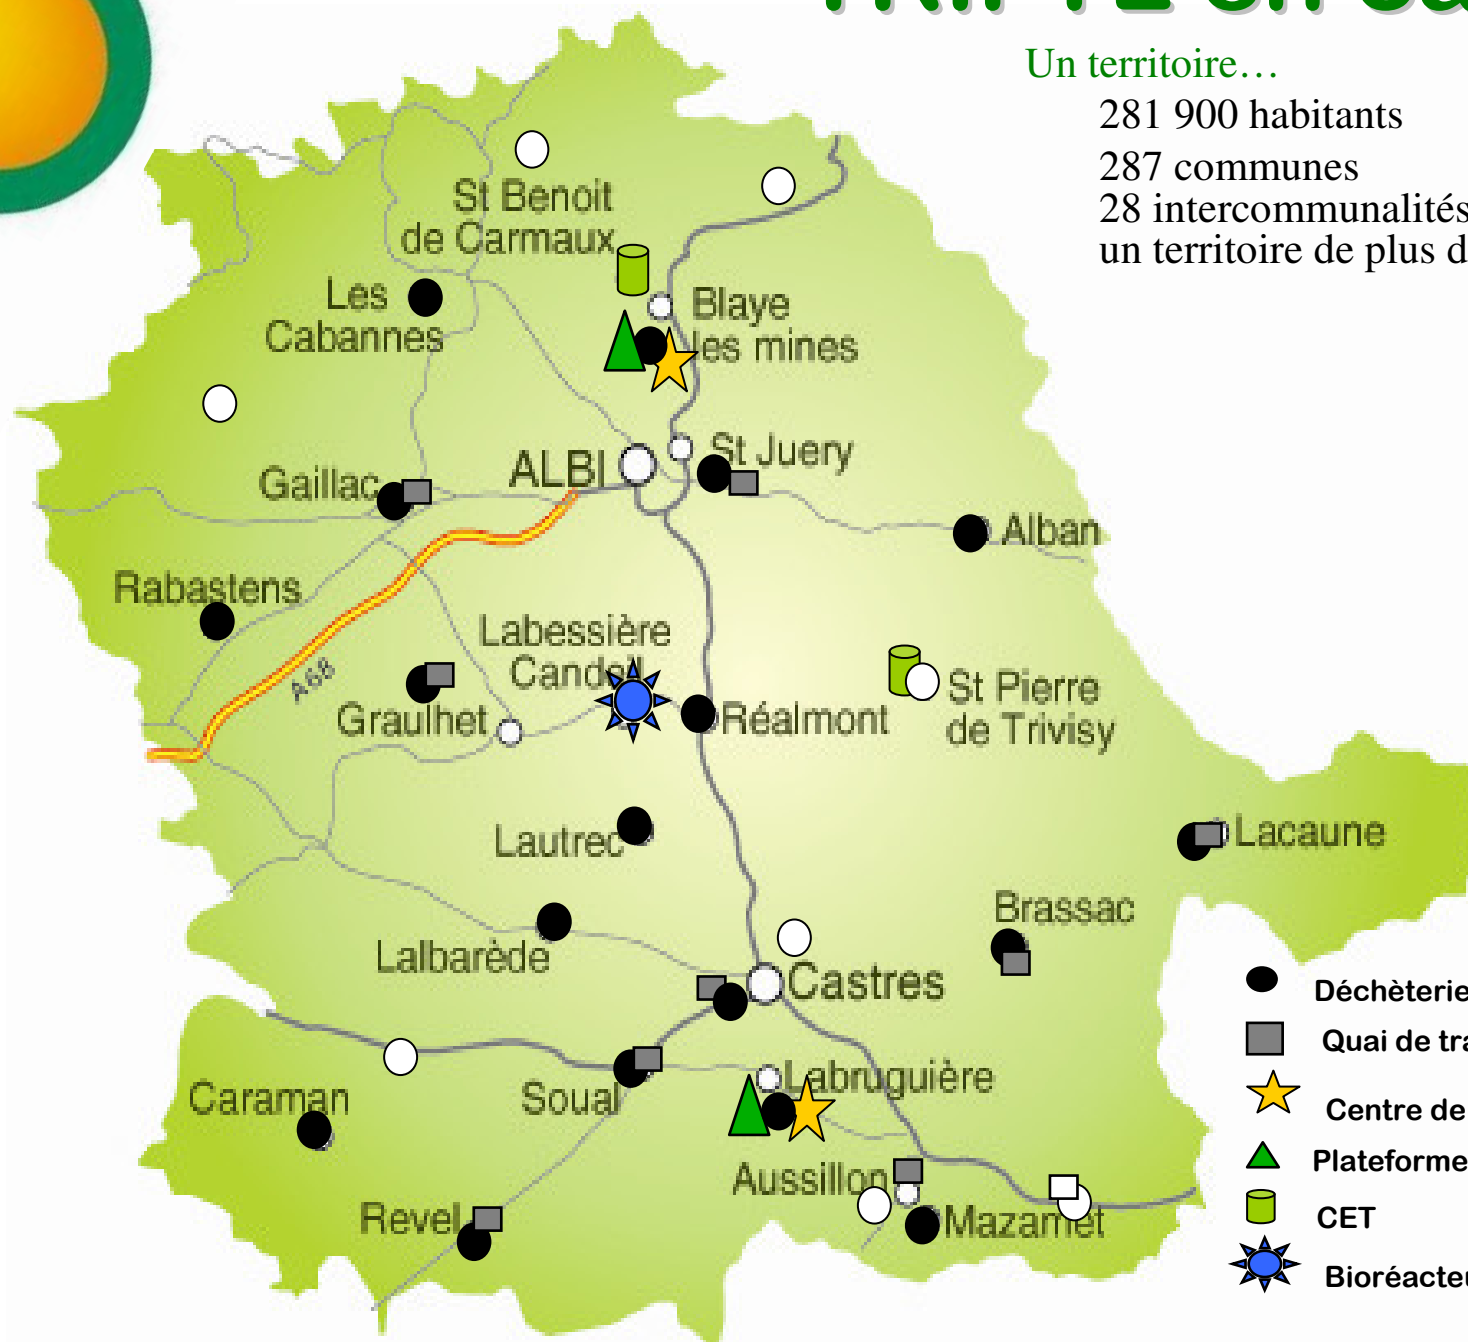 Un territoire…
281 900 habitants
287 communes
28 intercommunalités
un territoire de plus
St Benoit
de Carmaux
Les
Cabannes
Blaye
les mines
Gaillac
ALBI
St Juery
Alban
Rabastens
A68
Labessière
Candeil
Graulhet
Réalmont
St Pierre
de Trivisy
Lautrec
Lacaune
Brassac
Lalbarède
Castres
Caraman
Soual
Labruguière
Aussillon
Revel
Mazamet
Déchèterie
Quai de
Centre de
Plateforme
CET